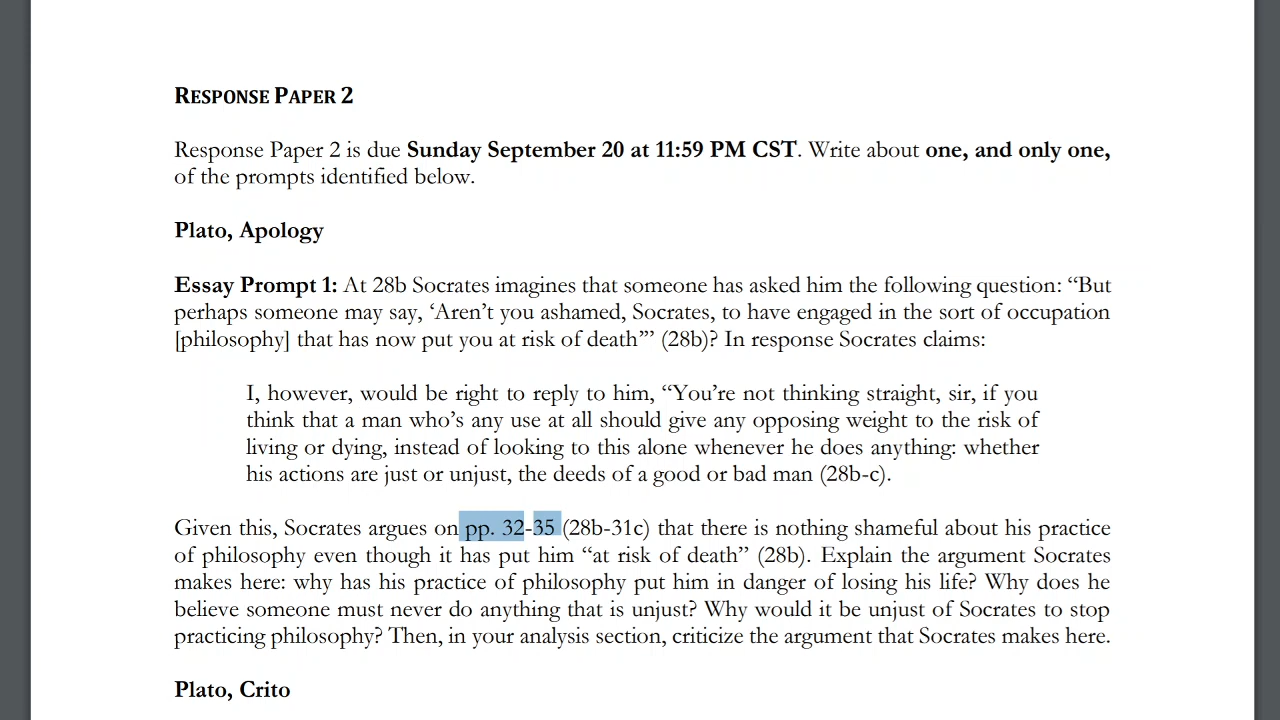 RESPONSE PAPER 2
Response Paper 2 is due Sunday September 20 at 11:59 PM CST. Write about one, and only one,
of the prompts identified below.
Plato, Apology
Essay Prompt 1: At 28b Socrates imagines that someone has asked him the following question: “But
perhaps someone may say, ‘Aren’t you ashamed, Socrates, to have engaged in the sort of occupation
[philosophy] that has now put you at risk of death’” (28b)? In response Socrates claims:
I, however, would be right to reply to him, “You’re not thinking straight, sir, if you
think that a man who’s any use at all should give any opposing weight to the risk of
living or dying, instead of looking to this alone whenever he does anything: whether
his actions are just or unjust, the deeds of a good or bad man (28b-c).
Given this, Socrates argues on pp. 32-35 (28b-31c) that there is nothing shameful about his practice
of philosophy even though it has put him “at risk of death” (28b). Explain the argument Socrates
makes here: why has his practice of philosophy put him in danger of losing his life? Why does he
believe someone must never do anything that is unjust? Why would it be unjust of Socrates to stop
practicing philosophy? Then, in your analysis section, criticize the argument that Socrates makes here.
Plato, Crito